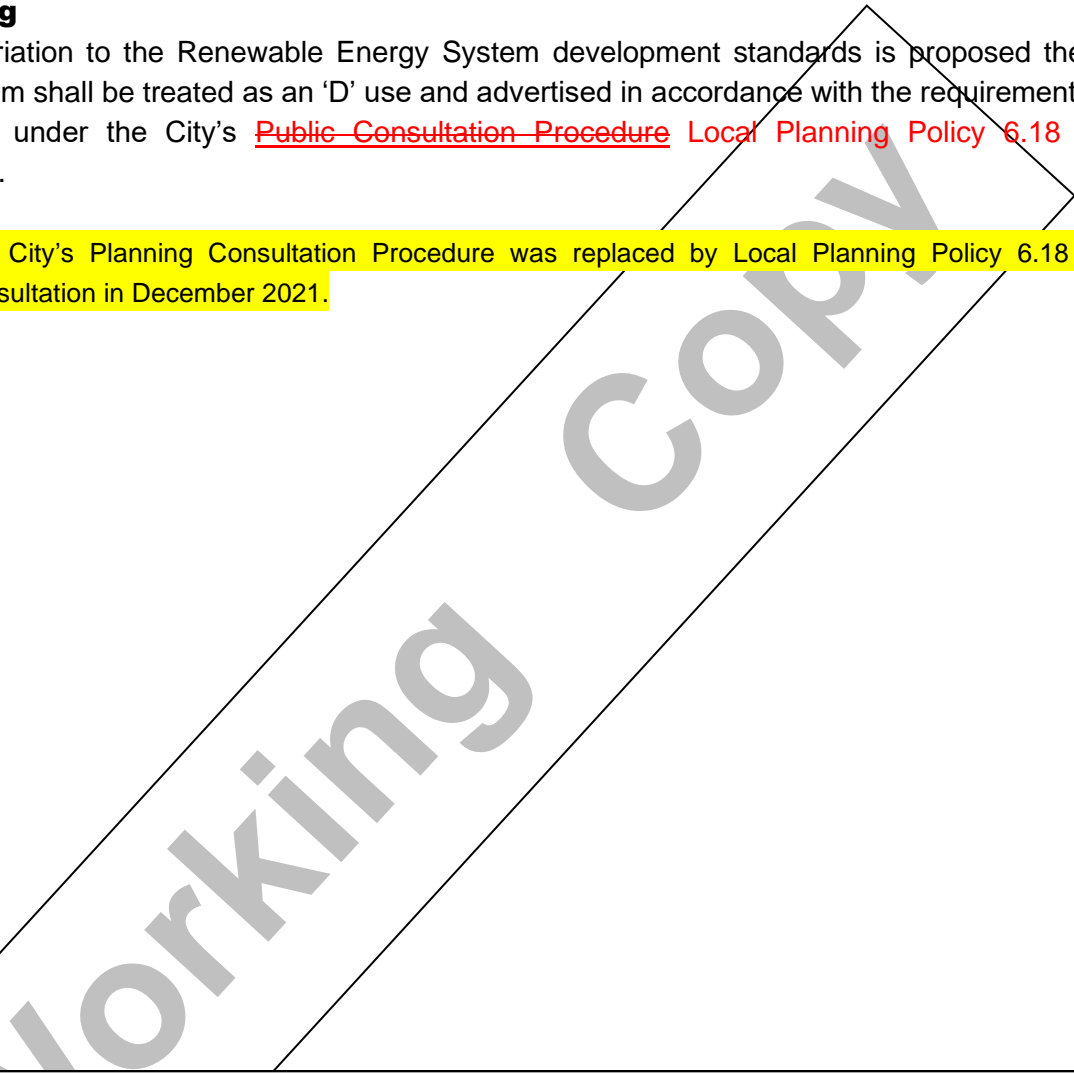 g
riation to the Renewable Energy System development standards is proposed the
m shall be treated as an ‘D’ use and advertised in accordance with the requirement
under the City’s Public Consultation Procedure Local Planning Policy 6.18
.
City’s Planning Consultation Procedure was replaced by Local Planning Policy 6.18
sultation in December 2021.
Working Copy